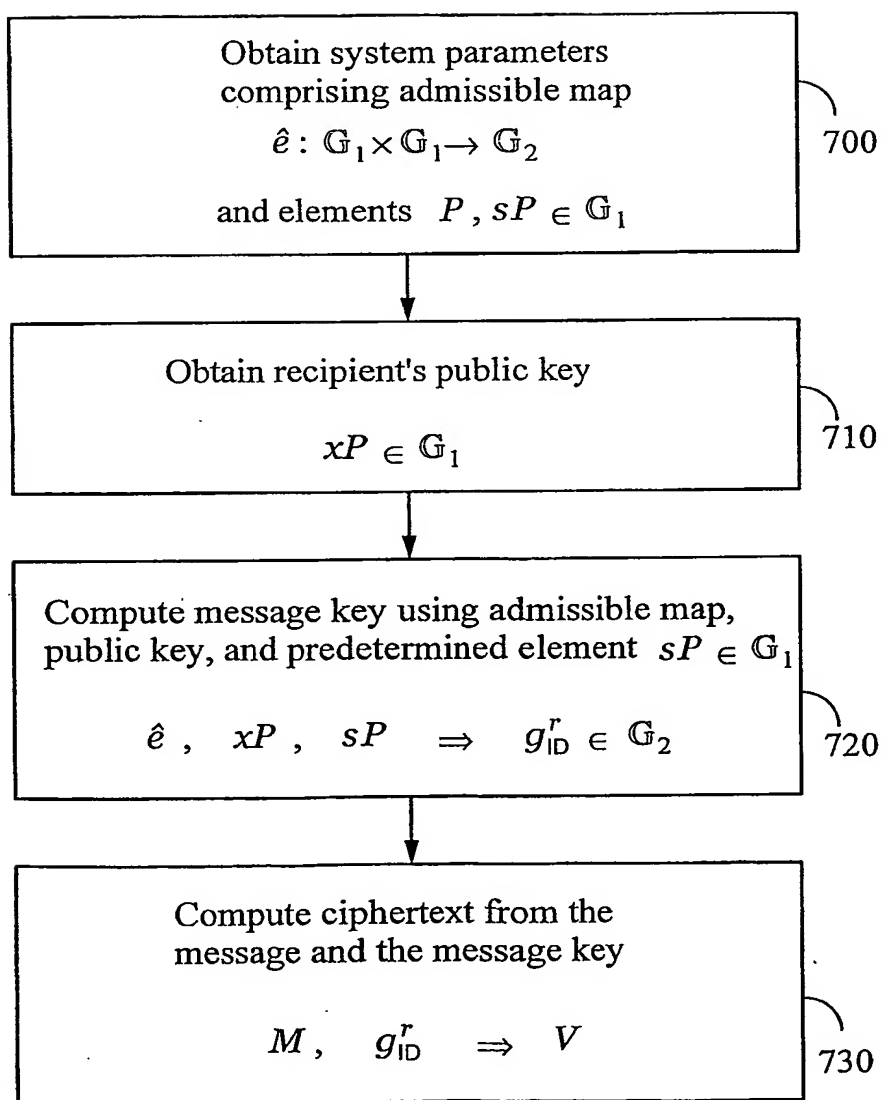 Obtain system parameters
comprising admissible map
ê : 𝔾₁ × 𝔾₁ → 𝔾₂
and elements P , sP ∈ 𝔾₁
700
Obtain recipient's public key
xP ∈ 𝔾₁
710
Compute message key using admissible map,
public key, and predetermined element sP ∈ 𝔾₁
ê , xP , sP ⇒ g_ID^r ∈ 𝔾₂
720
Compute ciphertext from the
message and the message key
M , g_ID^r ⇒ V
730